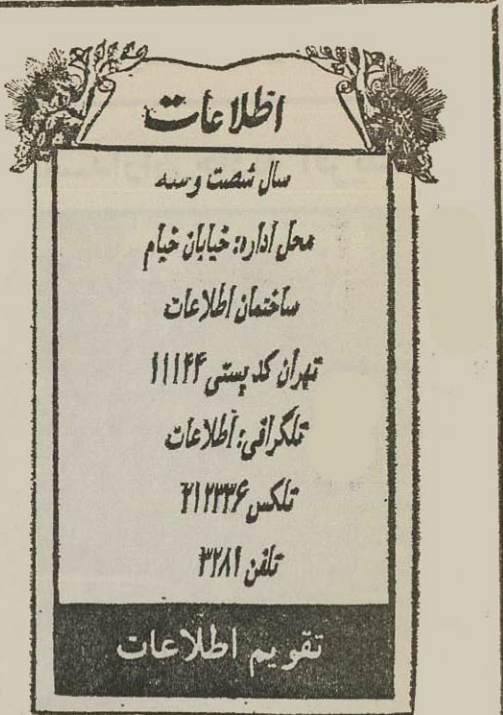 اطلاعات
سال شصت و سه
محل اداره: خیابان خیام
ساختمان اطلاعات
تهران کد پستی ۱۱۱۴۴
تلگرافی: اطلاعات
تلکس ۲۱۲۳۳۶
تلفن ۳۲۸۱
تقویم اطلاعات